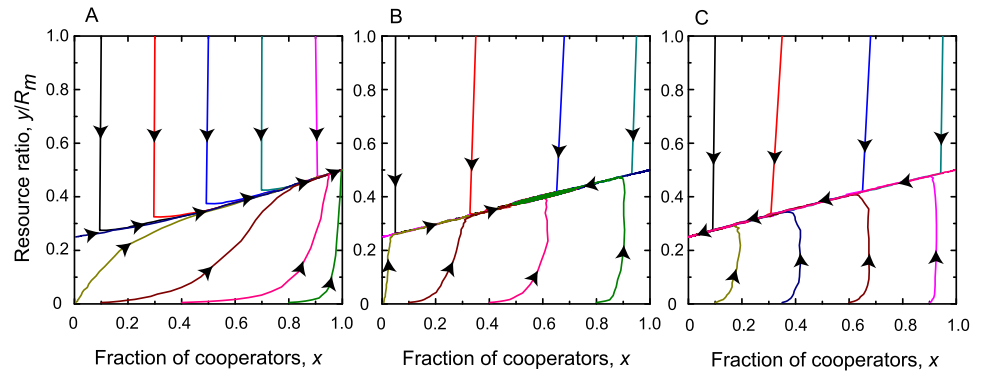 A B C
1.0 1.0 1.0
0.8 0.8 0.8
0.6 0.6 0.6
0.4 0.4 0.4
0.2 0.2 0.2
0 0 0
Resource ratio, y/Rm
0 0.2 0.4 0.6 0.8 1.0 0 0.2 0.4 0.6 0.8 1.0 0 0.2 0.4 0.6 0.8 1.0
Fraction of cooperators, x Fraction of cooperators, x Fraction of cooperators, x